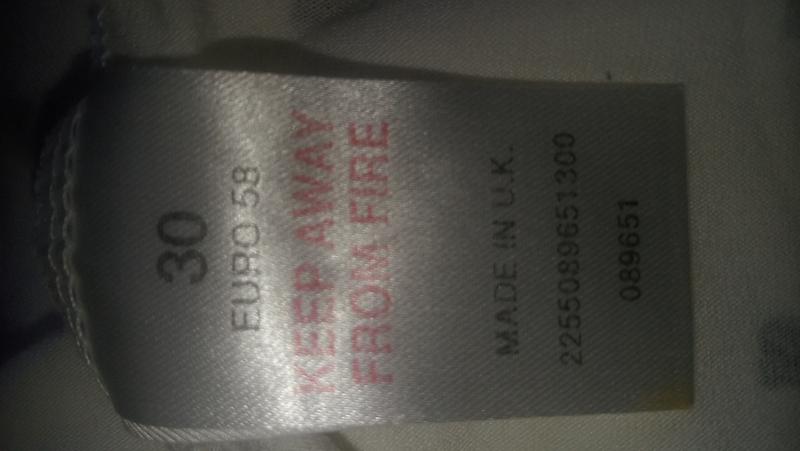 30
EURO 58
KEEP AWAY
FROM FIRE
MADE IN U.K.
2255089651300
089651